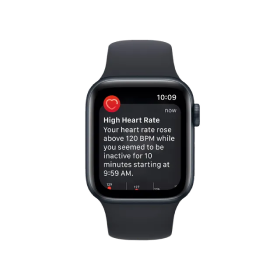 10:09
now
High Heart Rate
Your heart rate rose
above 120 BPM while
you seemed to be
inactive for 10
minutes starting at
9:59 AM.